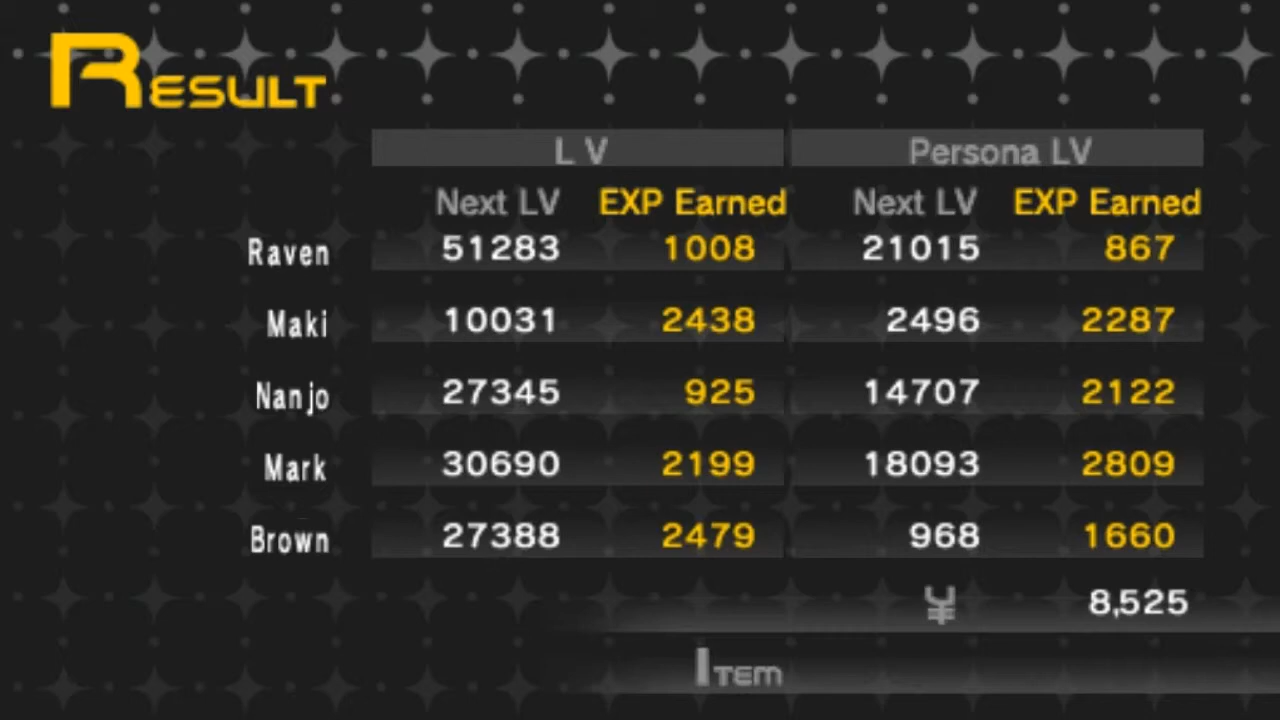 Result
LV Persona LV
Next LV EXP Earned Next LV EXP Earned
Raven 51283 1008 21015 867
Maki 10031 2438 2496 2287
Nanjo 27345 925 14707 2122
Mark 30690 2199 18093 2809
Brown 27388 2479 968 1660
¥ 8,525
Item